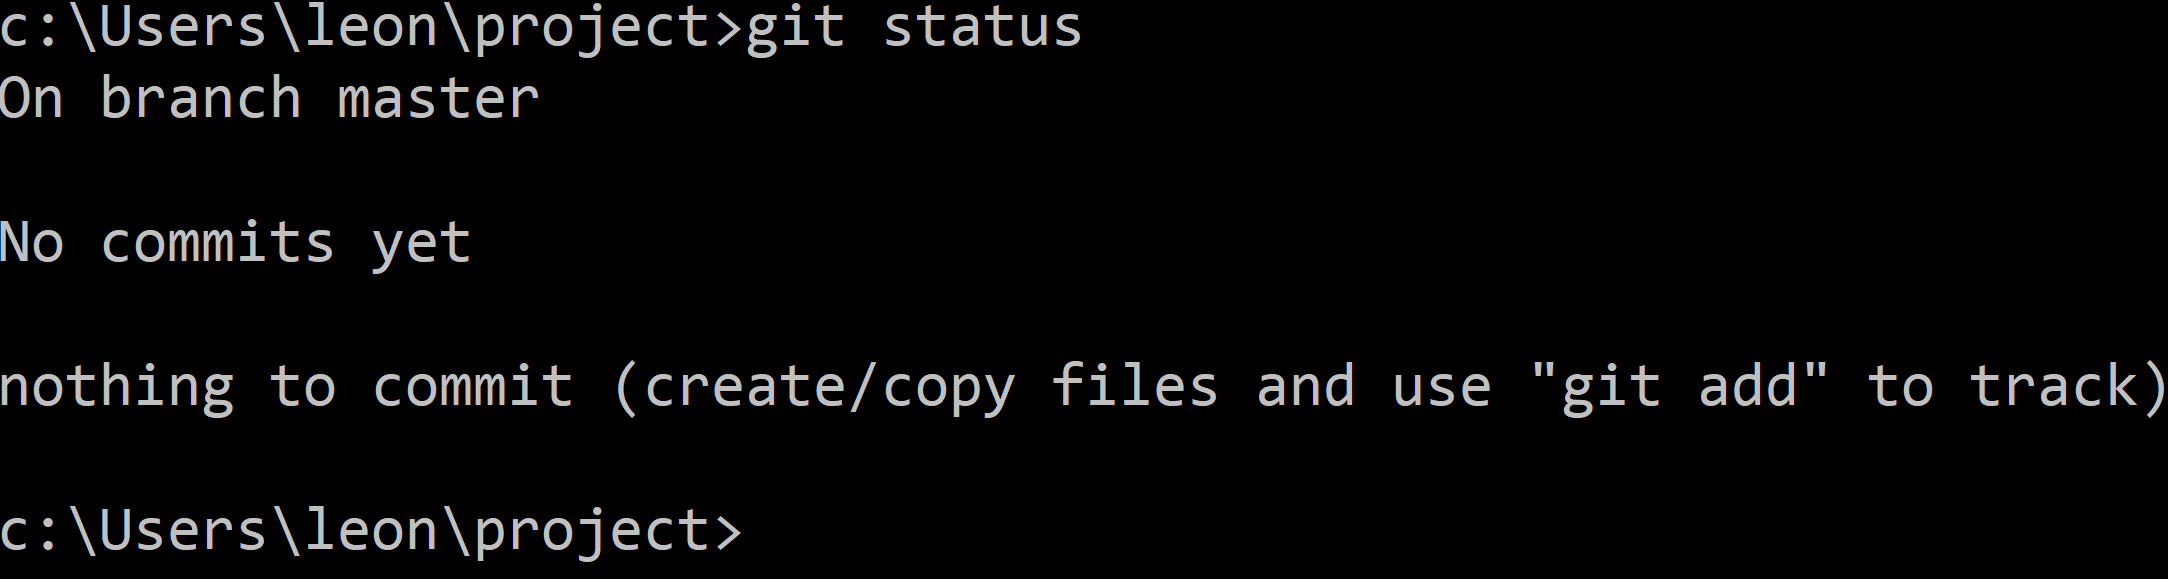 c:\Users\leon\project>git status
On branch master
No commits yet
nothing to commit (create/copy files and use "git add" to track)
c:\Users\leon\project>